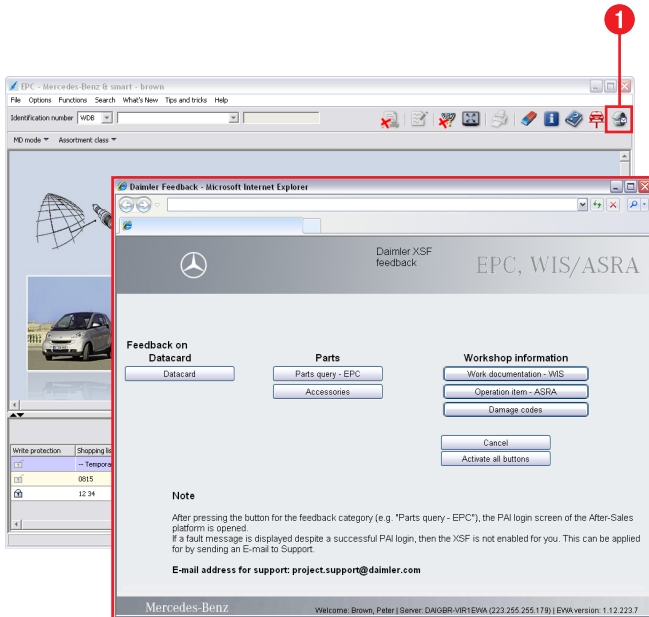 1
EPC - Mercedes-Benz & smart - brown
File Options Functions Search What's New Tips and tricks Help
Identification number WDB
MD mode Assortment class
Daimler Feedback - Microsoft Internet Explorer
Daimler XSF
feedback
EPC, WIS/ASRA
Feedback on
Datacard Parts Workshop information
Datacard Parts query - EPC Work documentation - WIS
Accessories Operation item - ASRA
Damage codes
Cancel
Activate all buttons
Write protection Shopping lis
-- Tempora
0815
12 34
Note
After pressing the button for the feedback category (e.g. "Parts query - EPC"), the PAI login screen of the After-Sales
platform is opened.
If a fault message is displayed despite a successful PAI login, then the XSF is not enabled for you. This can be applied
for by sending an E-mail to Support.
E-mail address for support: project.support@daimler.com
Mercedes-Benz Welcome: Brown, Peter | Server: DAIGBR-VIR1EWA (223.255.255.179) | EWA version: 1.12.223.7